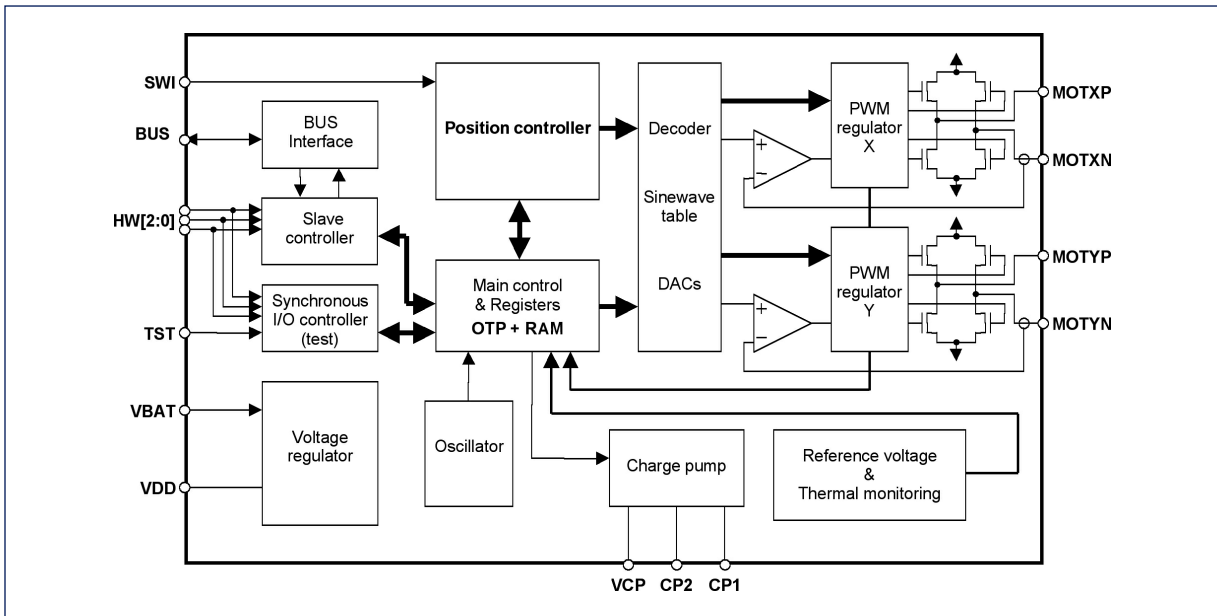 SWI
BUS
HW[2:0]
TST
VBAT
VDD
BUS
Interface
Slave
controller
Synchronous
I/O controller
(test)
Voltage
regulator
Position controller
Main control
& Registers
OTP + RAM
Oscillator
Charge pump
VCP
CP2
CP1
Decoder
Sinewave
table
DACs
+
−
+
−
PWM
regulator
X
PWM
regulator
Y
Reference voltage
&
Thermal monitoring
MOTXP
MOTXN
MOTYP
MOTYN